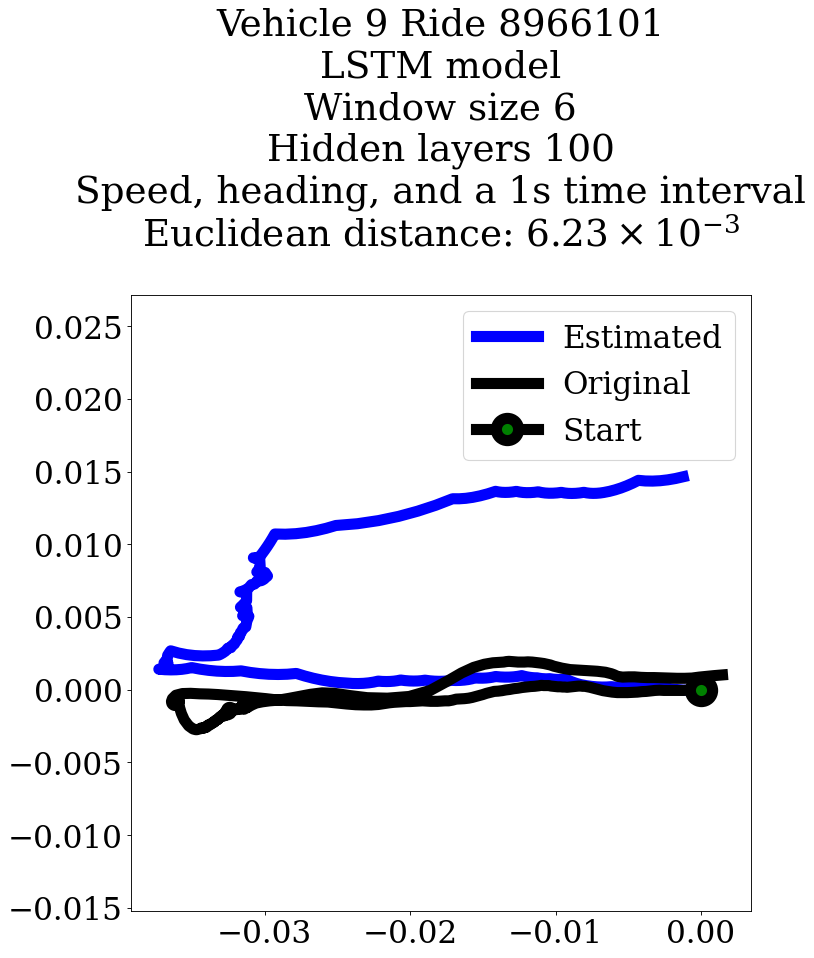 Vehicle 9 Ride 8966101
LSTM model
Window size 6
Hidden layers 100
Speed, heading, and a 1s time interval
Euclidean distance: 6.23 × 10⁻³
Estimated
Original
Start
0.025
0.020
0.015
0.010
0.005
0.000
−0.005
−0.010
−0.015
−0.03 −0.02 −0.01 0.00